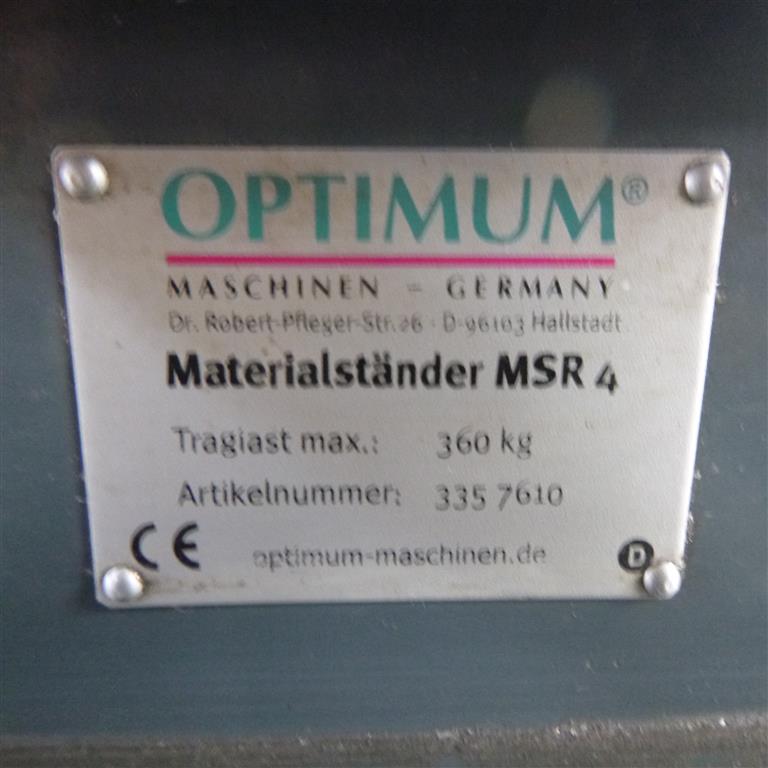 OPTIMUM®
MASCHINEN - GERMANY
Dr. Robert-Pfleger-Str. 26 · D-96103 Hallstadt
Materialständer MSR 4
Traglast max.: 360 kg
Artikelnummer: 335 7610
CE optimum-maschinen.de D